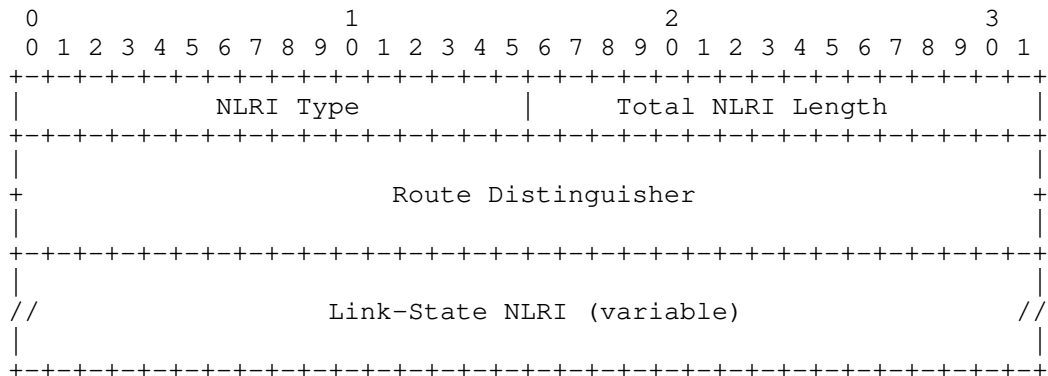 0                   1                   2                   3
0 1 2 3 4 5 6 7 8 9 0 1 2 3 4 5 6 7 8 9 0 1 2 3 4 5 6 7 8 9 0 1
+-+-+-+-+-+-+-+-+-+-+-+-+-+-+-+-+-+-+-+-+-+-+-+-+-+-+-+-+-+-+-+-+
| NLRI Type | Total NLRI Length |
+-+-+-+-+-+-+-+-+-+-+-+-+-+-+-+-+-+-+-+-+-+-+-+-+-+-+-+-+-+-+-+-+
| |
+ Route Distinguisher +
| |
+-+-+-+-+-+-+-+-+-+-+-+-+-+-+-+-+-+-+-+-+-+-+-+-+-+-+-+-+-+-+-+-+
| |
// Link-State NLRI (variable) //
| |
+-+-+-+-+-+-+-+-+-+-+-+-+-+-+-+-+-+-+-+-+-+-+-+-+-+-+-+-+-+-+-+-+